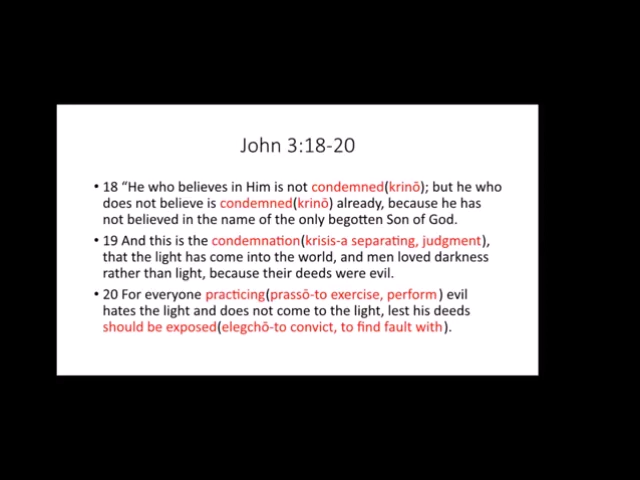 John 3:18-20
• 18 “He who believes in Him is not condemned(krinō); but he who
does not believe is condemned(krinō) already, because he has
not believed in the name of the only begotten Son of God.
• 19 And this is the condemnation(krisis-a separating, judgment),
that the light has come into the world, and men loved darkness
rather than light, because their deeds were evil.
• 20 For everyone practicing(prassō-to exercise, perform) evil
hates the light and does not come to the light, lest his deeds
should be exposed(elegchō-to convict, to find fault with).